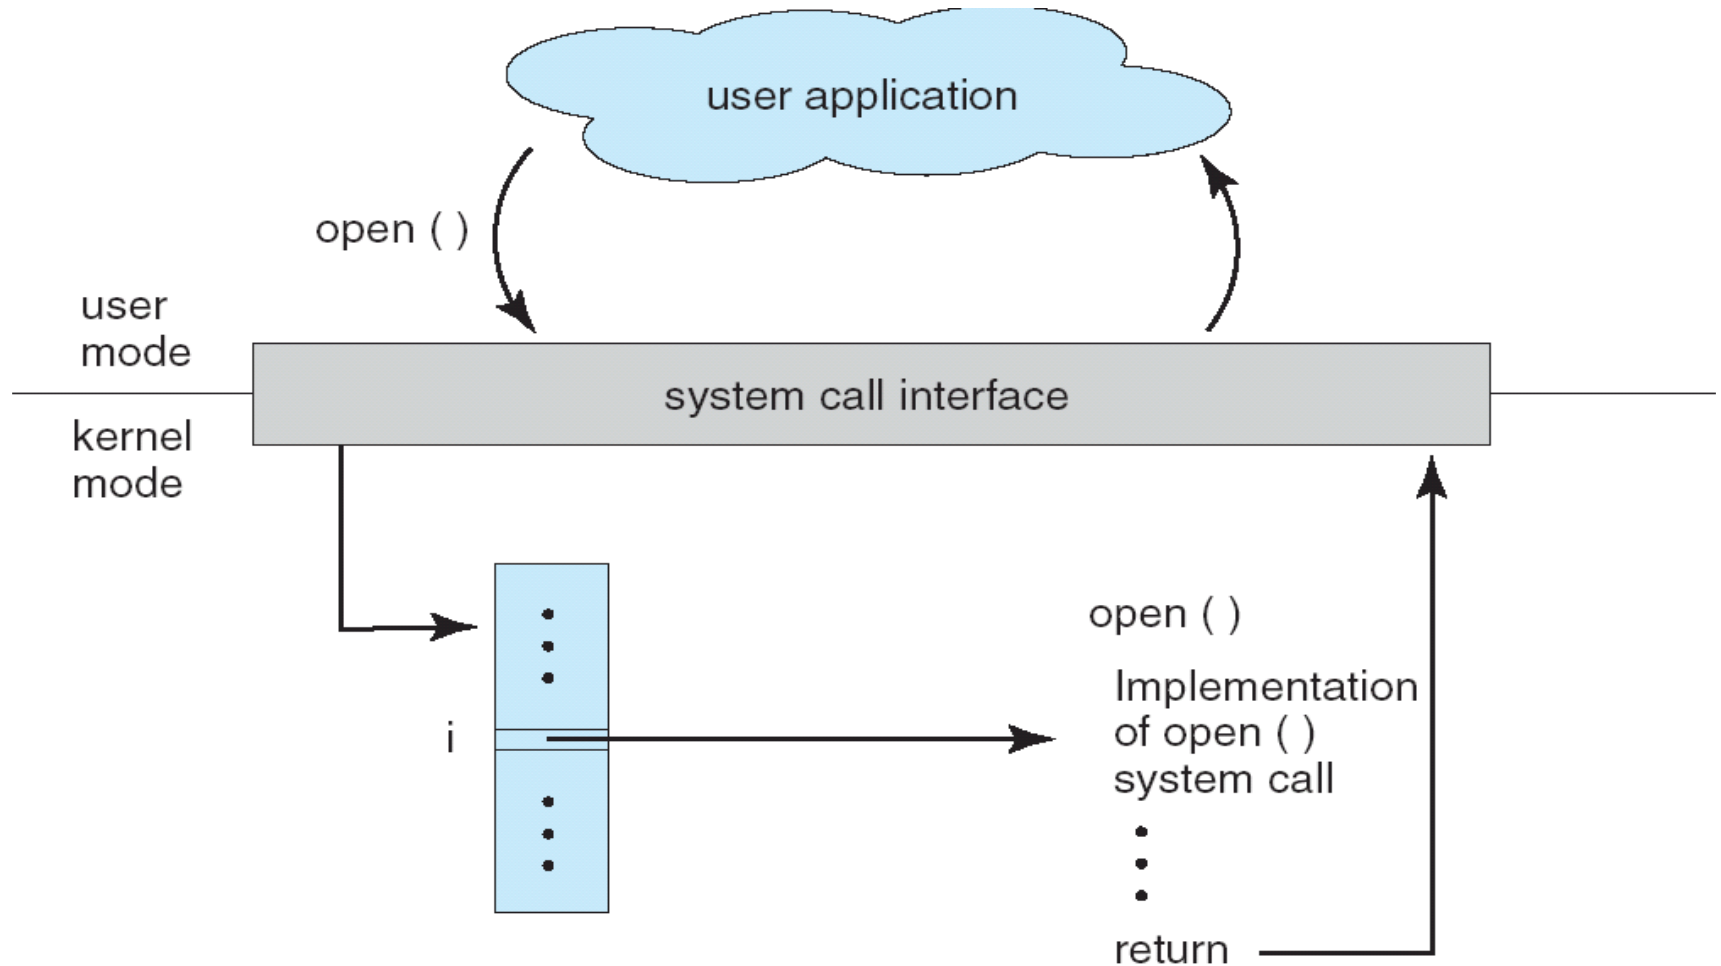 user application
open ( )
user
mode
system call interface
kernel
mode
open ( )
Implementation
of open ( )
system call
i
return